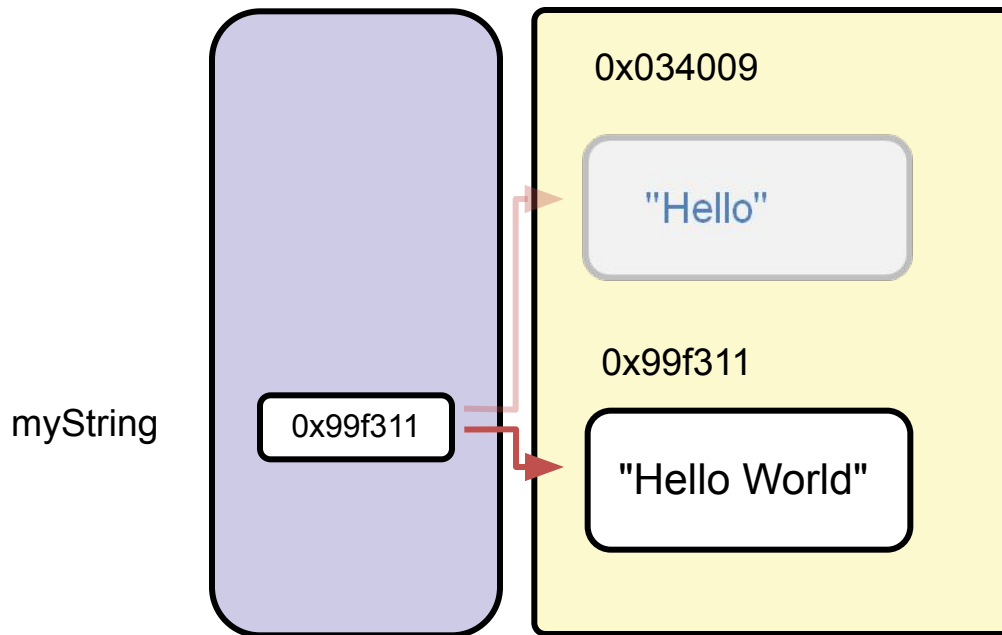 0x034009
"Hello"
0x99f311
myString
0x99f311
"Hello World"